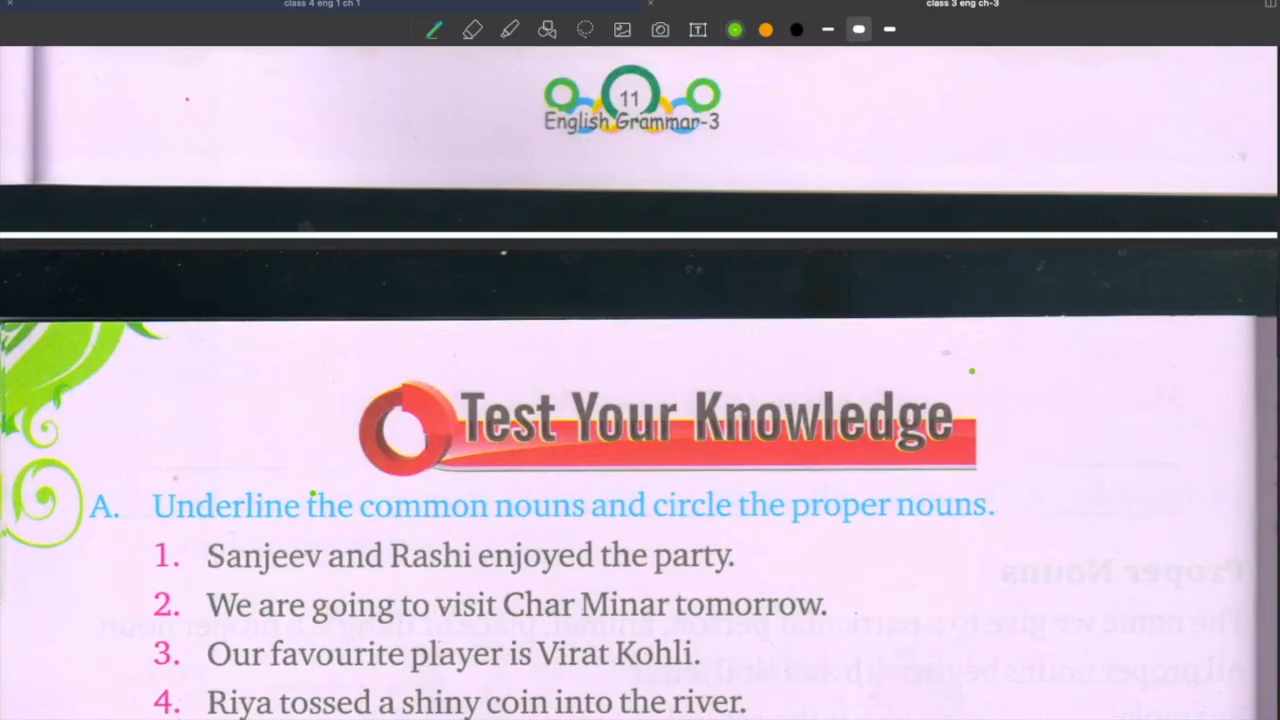 class 4 eng 1 ch 1
class 3 eng ch-3
11
English Grammar-3
Test Your Knowledge
A. Underline the common nouns and circle the proper nouns.
1. Sanjeev and Rashi enjoyed the party.
2. We are going to visit Char Minar tomorrow.
Proper Nouns
3. Our favourite player is Virat Kohli.
4. Riya tossed a shiny coin into the river.